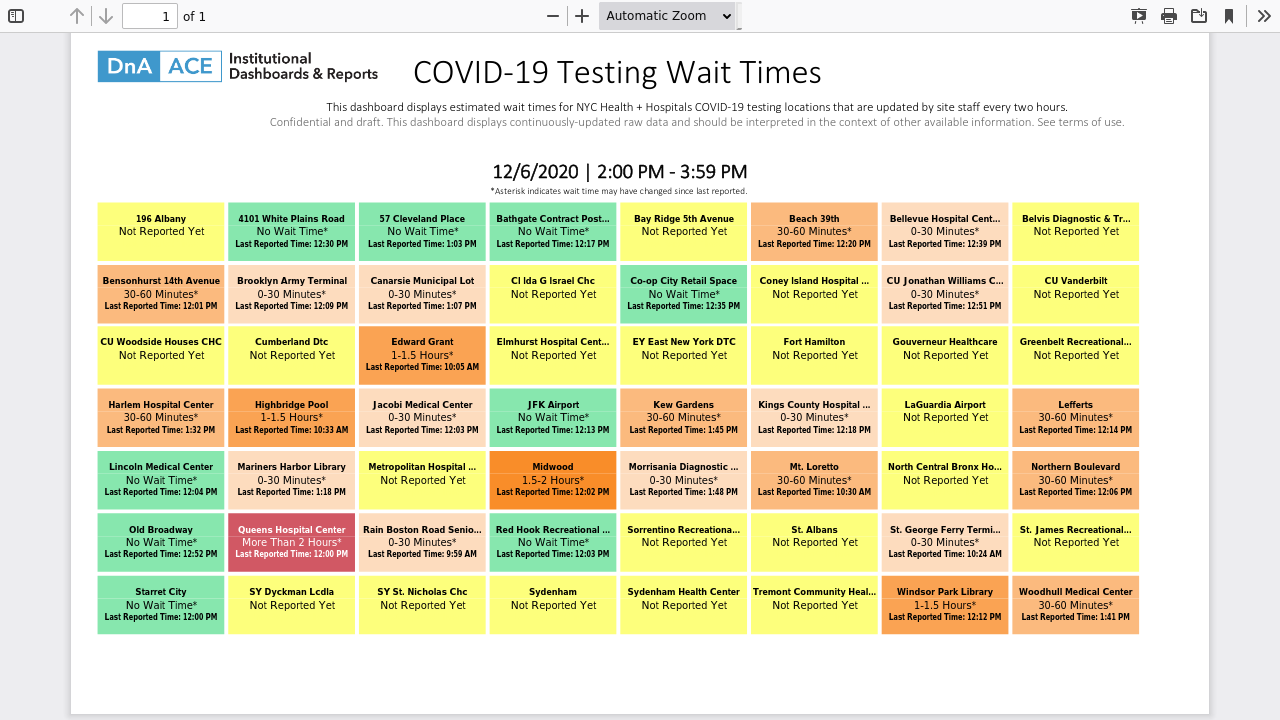 1 of 1 Automatic Zoom
DnA ACE Institutional
Dashboards & Reports
COVID-19 Testing Wait Times
This dashboard displays estimated wait times for NYC Health + Hospitals COVID-19 testing locations that are updated by site staff every two hours.
Confidential and draft. This dashboard displays continuously-updated raw data and should be interpreted in the context of other available information. See terms of use.
12/6/2020 | 2:00 PM - 3:59 PM
*Asterisk indicates wait time may have changed since last reported.
196 Albany
Not Reported Yet
4101 White Plains Road
No Wait Time*
Last Reported Time: 12:30 PM
57 Cleveland Place
No Wait Time*
Last Reported Time: 1:03 PM
Bathgate Contract Post...
No Wait Time*
Last Reported Time: 12:17 PM
Bay Ridge 5th Avenue
Not Reported Yet
Beach 39th
30-60 Minutes*
Last Reported Time: 12:20 PM
Bellevue Hospital Cent...
0-30 Minutes*
Last Reported Time: 12:39 PM
Belvis Diagnostic & Tr...
Not Reported Yet
Bensonhurst 14th Avenue
30-60 Minutes*
Last Reported Time: 12:01 PM
Brooklyn Army Terminal
0-30 Minutes*
Last Reported Time: 12:09 PM
Canarsie Municipal Lot
0-30 Minutes*
Last Reported Time: 1:07 PM
Cl Ida G Israel Chc
Not Reported Yet
Co-op City Retail Space
No Wait Time*
Last Reported Time: 12:35 PM
Coney Island Hospital ...
Not Reported Yet
CU Jonathan Williams C...
0-30 Minutes*
Last Reported Time: 12:51 PM
CU Vanderbilt
Not Reported Yet
CU Woodside Houses CHC
Not Reported Yet
Cumberland Dtc
Not Reported Yet
Edward Grant
1-1.5 Hours*
Last Reported Time: 10:05 AM
Elmhurst Hospital Cent...
Not Reported Yet
EY East New York DTC
Not Reported Yet
Fort Hamilton
Not Reported Yet
Gouverneur Healthcare
Not Reported Yet
Greenbelt Recreational...
Not Reported Yet
Harlem Hospital Center
30-60 Minutes*
Last Reported Time: 1:32 PM
Highbridge Pool
1-1.5 Hours*
Last Reported Time: 10:33 AM
Jacobi Medical Center
0-30 Minutes*
Last Reported Time: 12:03 PM
JFK Airport
No Wait Time*
Last Reported Time: 12:13 PM
Kew Gardens
30-60 Minutes*
Last Reported Time: 1:45 PM
Kings County Hospital ...
0-30 Minutes*
Last Reported Time: 12:18 PM
LaGuardia Airport
Not Reported Yet
Lefferts
30-60 Minutes*
Last Reported Time: 12:14 PM
Lincoln Medical Center
No Wait Time*
Last Reported Time: 12:04 PM
Mariners Harbor Library
0-30 Minutes*
Last Reported Time: 1:18 PM
Metropolitan Hospital ...
Not Reported Yet
Midwood
1.5-2 Hours*
Last Reported Time: 12:02 PM
Morrisania Diagnostic ...
0-30 Minutes*
Last Reported Time: 1:48 PM
Mt. Loretto
30-60 Minutes*
Last Reported Time: 10:30 AM
North Central Bronx Ho...
Not Reported Yet
Northern Boulevard
30-60 Minutes*
Last Reported Time: 12:06 PM
Old Broadway
No Wait Time*
Last Reported Time: 12:52 PM
Queens Hospital Center
More Than 2 Hours*
Last Reported Time: 12:00 PM
Rain Boston Road Senio...
0-30 Minutes*
Last Reported Time: 9:59 AM
Red Hook Recreational ...
No Wait Time*
Last Reported Time: 12:03 PM
Sorrentino Recreationa...
Not Reported Yet
St. Albans
Not Reported Yet
St. George Ferry Termi...
0-30 Minutes*
Last Reported Time: 10:24 AM
St. James Recreational...
Not Reported Yet
Starret City
No Wait Time*
Last Reported Time: 12:00 PM
SY Dyckman Lcdla
Not Reported Yet
SY St. Nicholas Chc
Not Reported Yet
Sydenham
Not Reported Yet
Sydenham Health Center
Not Reported Yet
Tremont Community Heal...
Not Reported Yet
Windsor Park Library
1-1.5 Hours*
Last Reported Time: 12:12 PM
Woodhull Medical Center
30-60 Minutes*
Last Reported Time: 1:41 PM